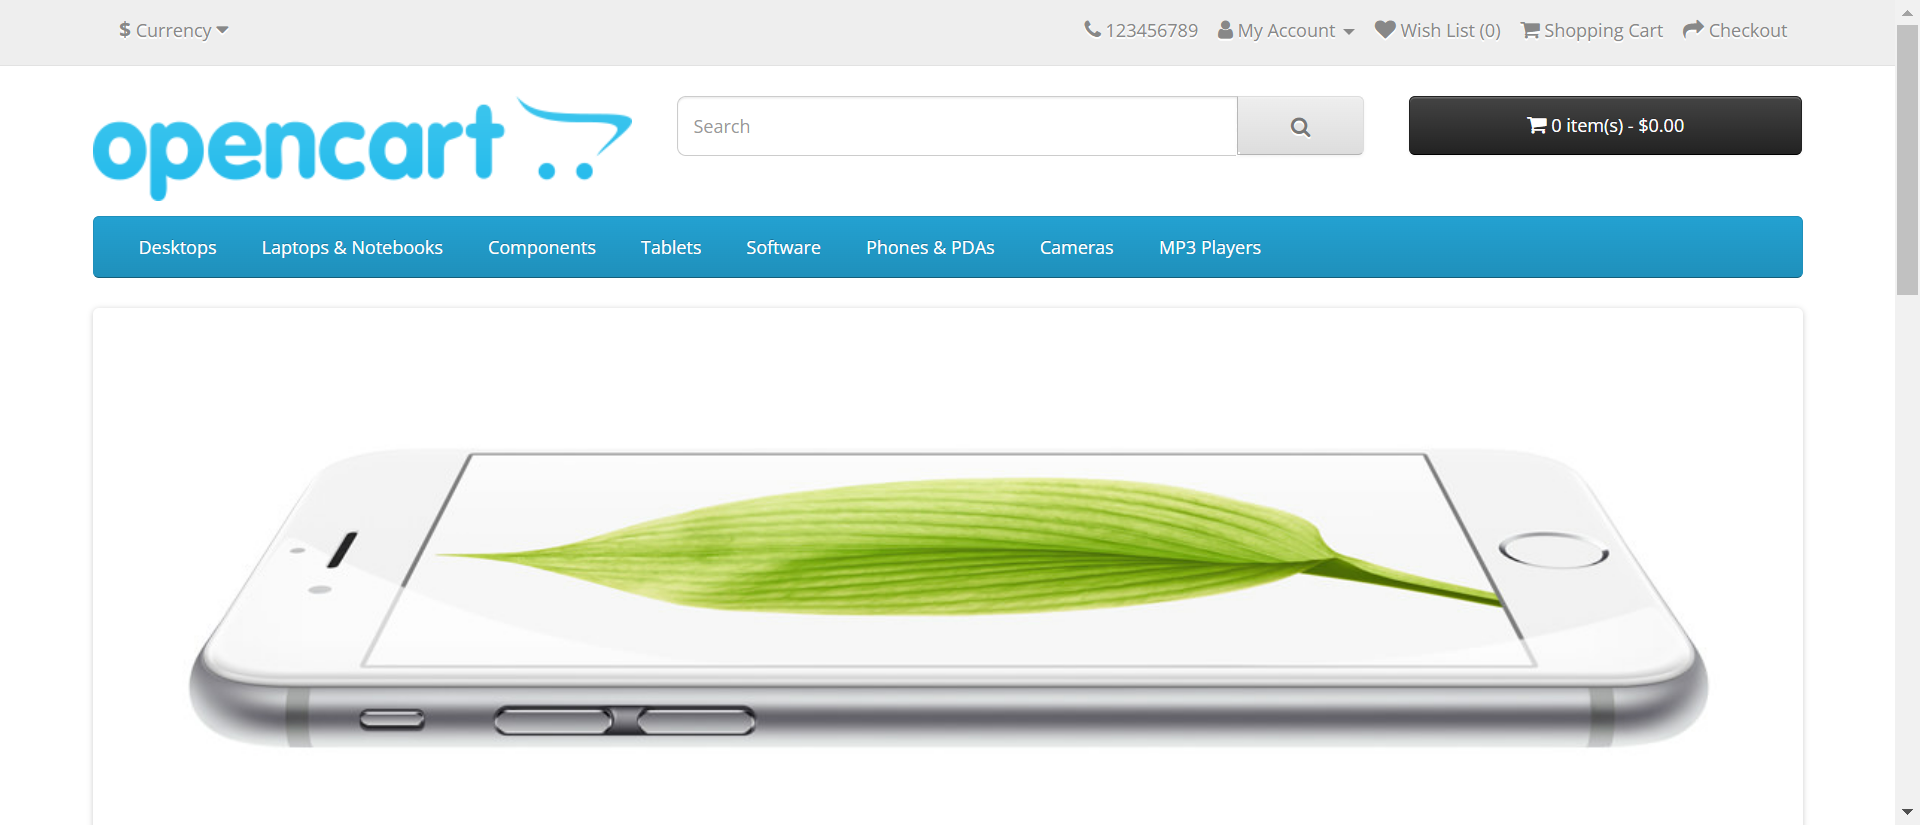 $ Currency
123456789 My Account Wish List (0) Shopping Cart Checkout
opencart
Search
0 item(s) - $0.00
Desktops Laptops & Notebooks Components Tablets Software Phones & PDAs Cameras MP3 Players